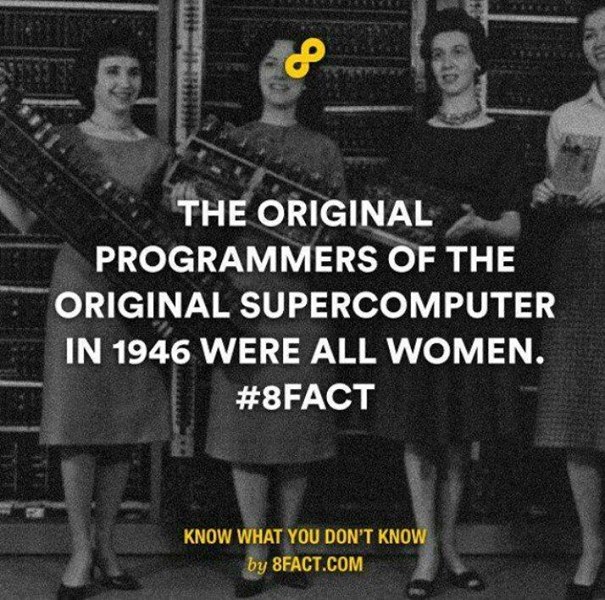 THE ORIGINAL
PROGRAMMERS OF THE
ORIGINAL SUPERCOMPUTER
IN 1946 WERE ALL WOMEN.
#8FACT
KNOW WHAT YOU DON'T KNOW
by 8FACT.COM